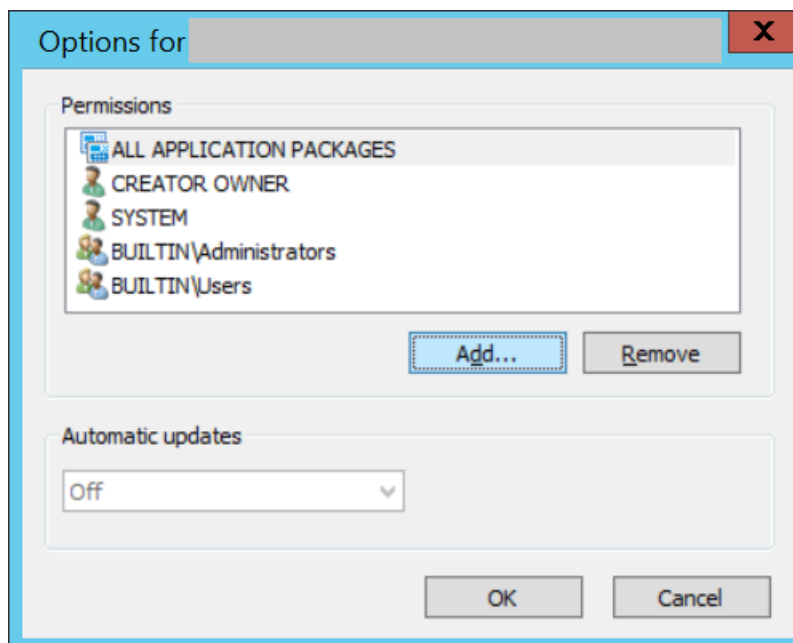 Options for
X
Permissions
ALL APPLICATION PACKAGES
CREATOR OWNER
SYSTEM
BUILTIN\Administrators
BUILTIN\Users
Add...
Remove
Automatic updates
Off
OK
Cancel